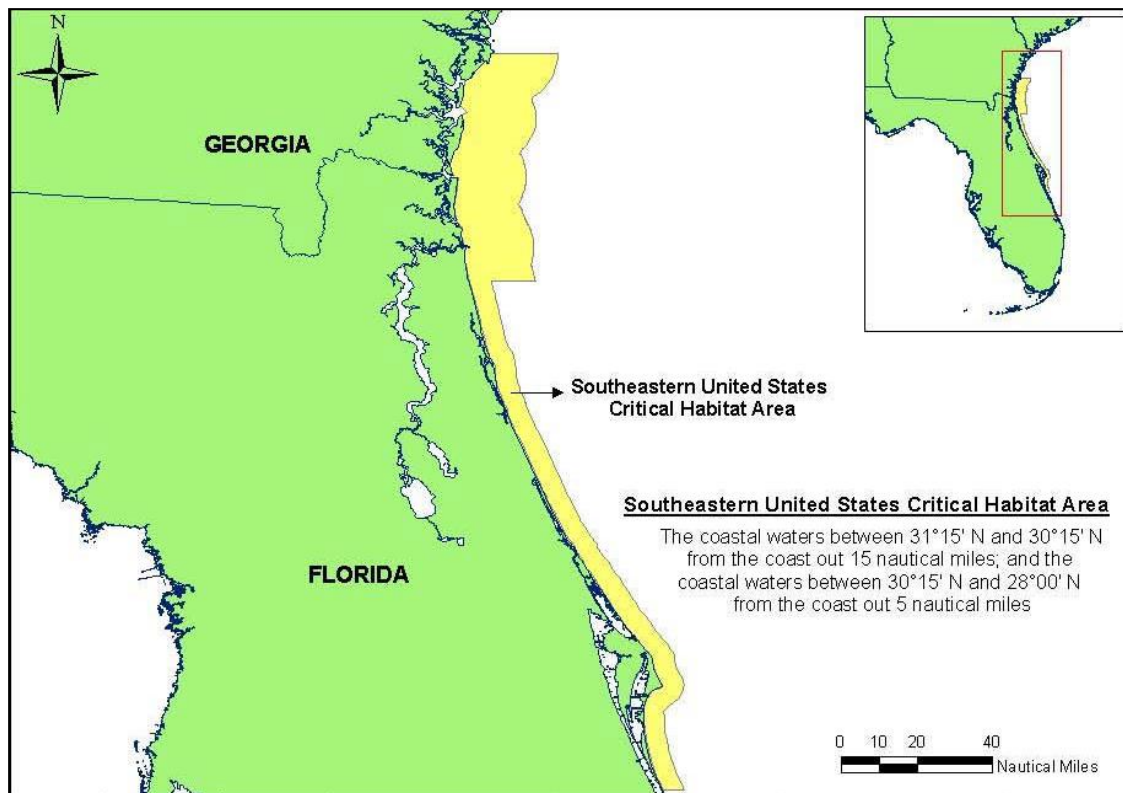 N
GEORGIA
Southeastern United States
Critical Habitat Area
Southeastern United States Critical Habitat Area
The coastal waters between 31°15' N and 30°15' N
from the coast out 15 nautical miles; and the
coastal waters between 30°15' N and 28°00' N
from the coast out 5 nautical miles
FLORIDA
0 10 20 40
Nautical Miles